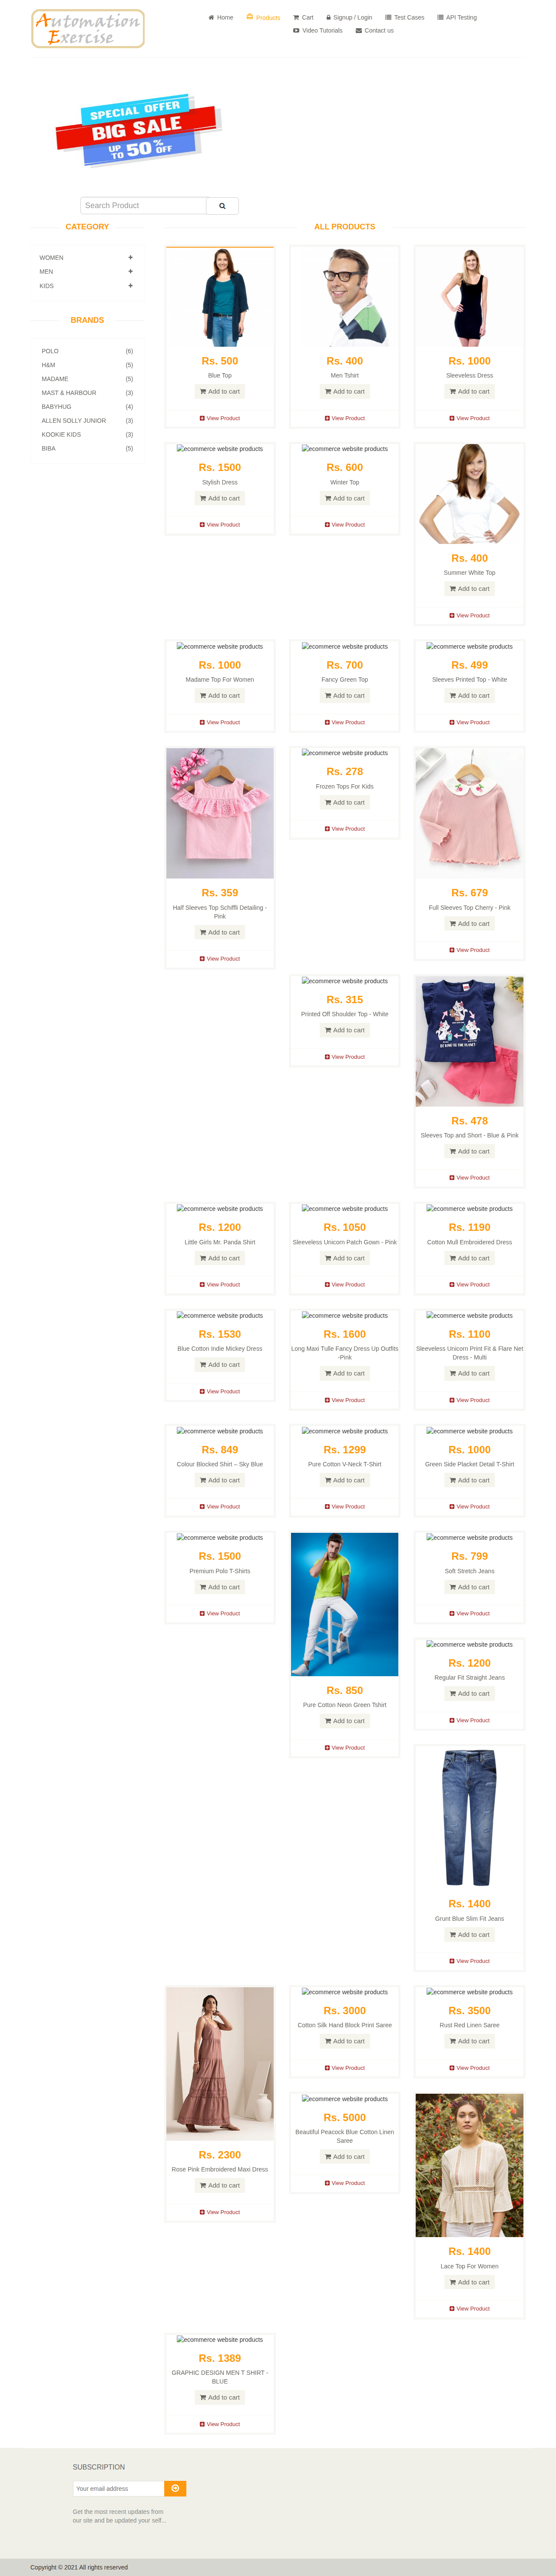 Automation
Exercise
Home
Products
Cart
Signup / Login
Test Cases
API Testing
Video Tutorials
Contact us
SPECIAL OFFER
BIG SALE
UP TO 50% OFF
Search Product
CATEGORY
WOMEN
MEN
KIDS
BRANDS
POLO (6)
H&M (5)
MADAME (5)
MAST & HARBOUR (3)
BABYHUG (4)
ALLEN SOLLY JUNIOR (3)
KOOKIE KIDS (3)
BIBA (5)
ALL PRODUCTS
Rs. 500
Blue Top
Add to cart
View Product
Rs. 400
Men Tshirt
Add to cart
View Product
Rs. 1000
Sleeveless Dress
Add to cart
View Product
ecommerce website products
Rs. 1500
Stylish Dress
Add to cart
View Product
ecommerce website products
Rs. 600
Winter Top
Add to cart
View Product
Rs. 400
Summer White Top
Add to cart
View Product
ecommerce website products
Rs. 1000
Madame Top For Women
Add to cart
View Product
ecommerce website products
Rs. 700
Fancy Green Top
Add to cart
View Product
ecommerce website products
Rs. 499
Sleeves Printed Top - White
Add to cart
View Product
Rs. 359
Half Sleeves Top Schiffli Detailing -
Pink
Add to cart
View Product
ecommerce website products
Rs. 278
Frozen Tops For Kids
Add to cart
View Product
Rs. 679
Full Sleeves Top Cherry - Pink
Add to cart
View Product
ecommerce website products
Rs. 315
Printed Off Shoulder Top - White
Add to cart
View Product
BE KIND TO THE PLANET
Rs. 478
Sleeves Top and Short - Blue & Pink
Add to cart
View Product
ecommerce website products
Rs. 1200
Little Girls Mr. Panda Shirt
Add to cart
View Product
ecommerce website products
Rs. 1050
Sleeveless Unicorn Patch Gown - Pink
Add to cart
View Product
ecommerce website products
Rs. 1190
Cotton Mull Embroidered Dress
Add to cart
View Product
ecommerce website products
Rs. 1530
Blue Cotton Indie Mickey Dress
Add to cart
View Product
ecommerce website products
Rs. 1600
Long Maxi Tulle Fancy Dress Up Outfits
-Pink
Add to cart
View Product
ecommerce website products
Rs. 1100
Sleeveless Unicorn Print Fit & Flare Net
Dress - Multi
Add to cart
View Product
ecommerce website products
Rs. 849
Colour Blocked Shirt – Sky Blue
Add to cart
View Product
ecommerce website products
Rs. 1299
Pure Cotton V-Neck T-Shirt
Add to cart
View Product
ecommerce website products
Rs. 1000
Green Side Placket Detail T-Shirt
Add to cart
View Product
ecommerce website products
Rs. 1500
Premium Polo T-Shirts
Add to cart
View Product
Rs. 850
Pure Cotton Neon Green Tshirt
Add to cart
View Product
ecommerce website products
Rs. 799
Soft Stretch Jeans
Add to cart
View Product
ecommerce website products
Rs. 1200
Regular Fit Straight Jeans
Add to cart
View Product
Rs. 1400
Grunt Blue Slim Fit Jeans
Add to cart
View Product
Rs. 2300
Rose Pink Embroidered Maxi Dress
Add to cart
View Product
ecommerce website products
Rs. 3000
Cotton Silk Hand Block Print Saree
Add to cart
View Product
ecommerce website products
Rs. 3500
Rust Red Linen Saree
Add to cart
View Product
ecommerce website products
Rs. 5000
Beautiful Peacock Blue Cotton Linen
Saree
Add to cart
View Product
Rs. 1400
Lace Top For Women
Add to cart
View Product
ecommerce website products
Rs. 1389
GRAPHIC DESIGN MEN T SHIRT -
BLUE
Add to cart
View Product
SUBSCRIPTION
Your email address
The most recent updates from
our site and be updated your self...
Copyright © 2021 All rights reserved